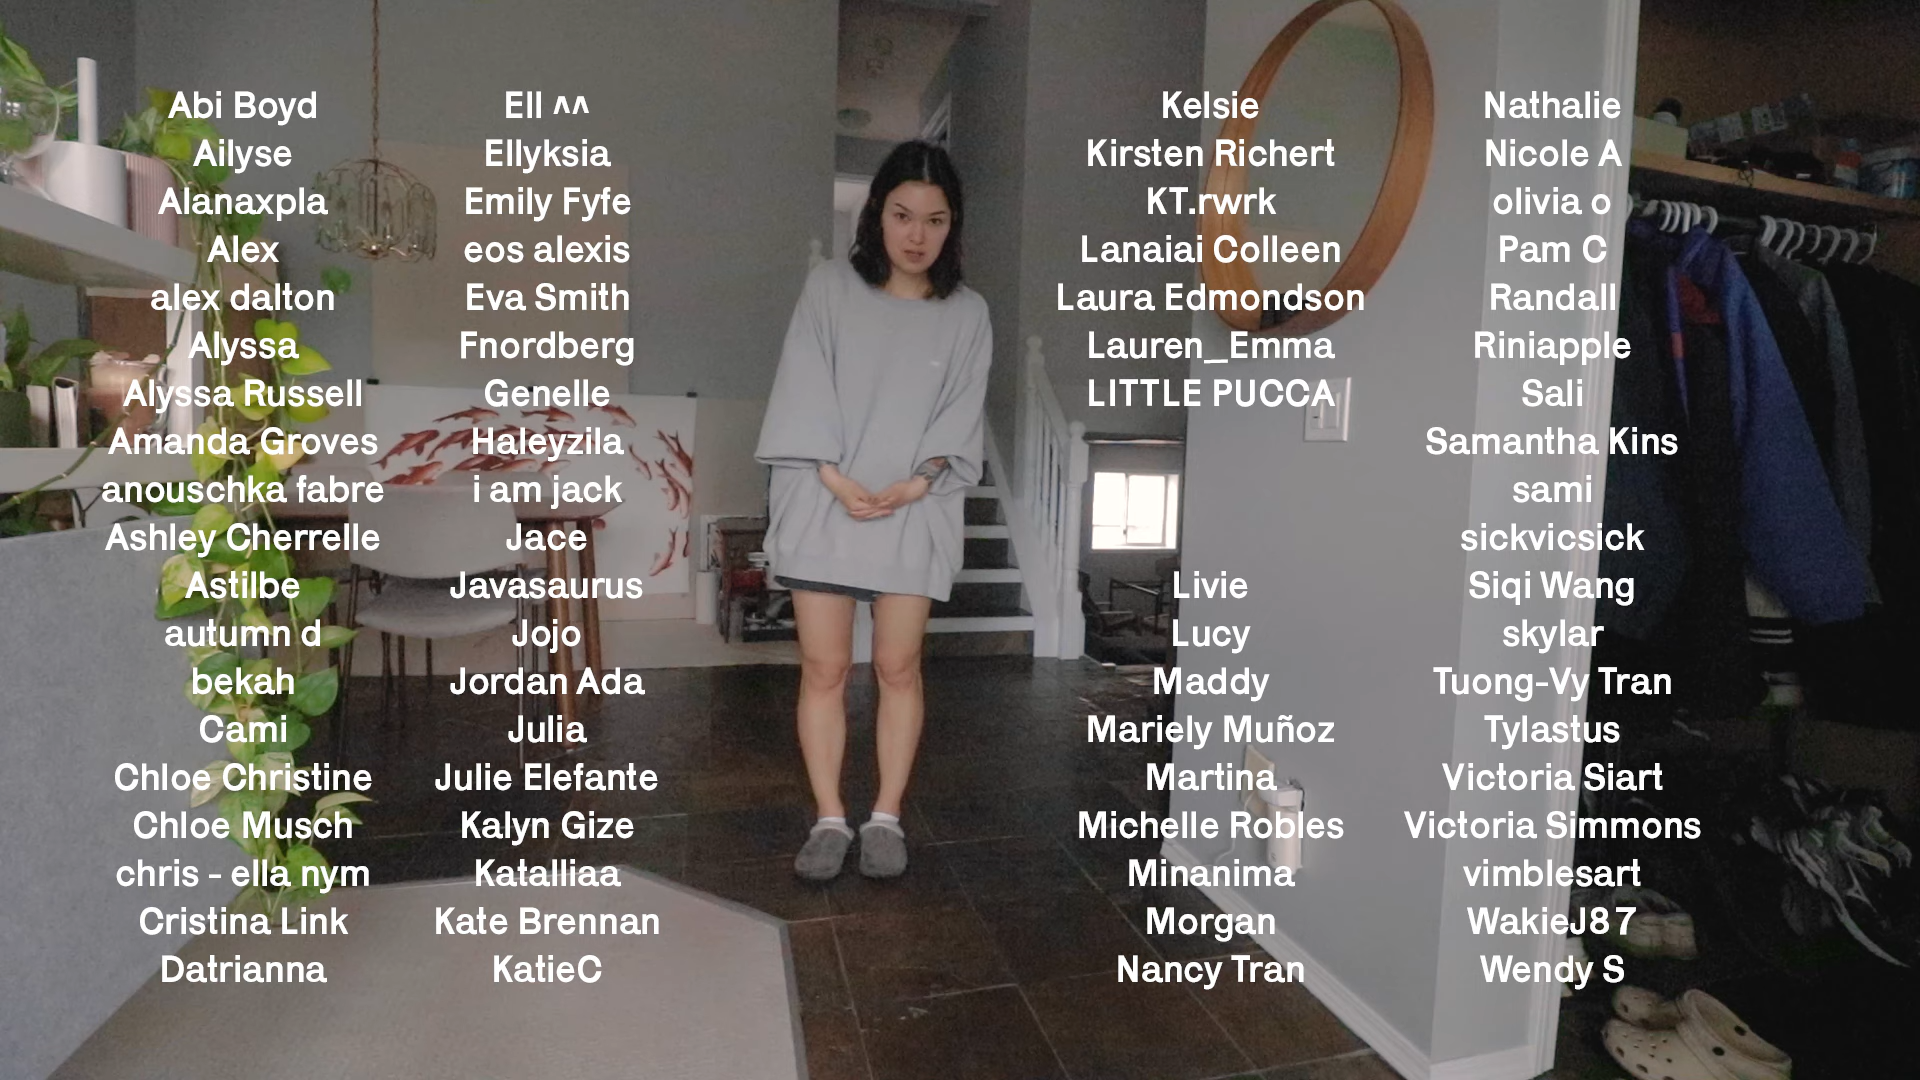 Abi Boyd
Ailyse
Alanaxpla
Alex
alex dalton
Alyssa
Alyssa Russell
Amanda Groves
anouschka fabre
Ashley Cherrelle
Astilbe
autumn d
bekah
Cami
Chloe Christine
Chloe Musch
chris - ella nym
Cristina Link
Datrianna
Ell ^^
Ellyksia
Emily Fyfe
eos alexis
Eva Smith
Fnordberg
Genelle
Haleyzila
i am jack
Jace
Javasaurus
Jojo
Jordan Ada
Julia
Julie Elefante
Kalyn Gize
Katalliaa
Kate Brennan
KatieC
Kelsie
Kirsten Richert
KT.rwrk
Lanaiai Colleen
Laura Edmondson
Lauren_Emma
LITTLE PUCCA
Livie
Lucy
Maddy
Mariely Muñoz
Martina
Michelle Robles
Minanima
Morgan
Nancy Tran
Nathalie
Nicole A
olivia o
Pam C
Randall
Riniapple
Sali
Samantha Kins
sami
sickvicsick
Siqi Wang
skylar
Tuong-Vy Tran
Tylastus
Victoria Siart
Victoria Simmons
vimblesart
WakieJ87
Wendy S